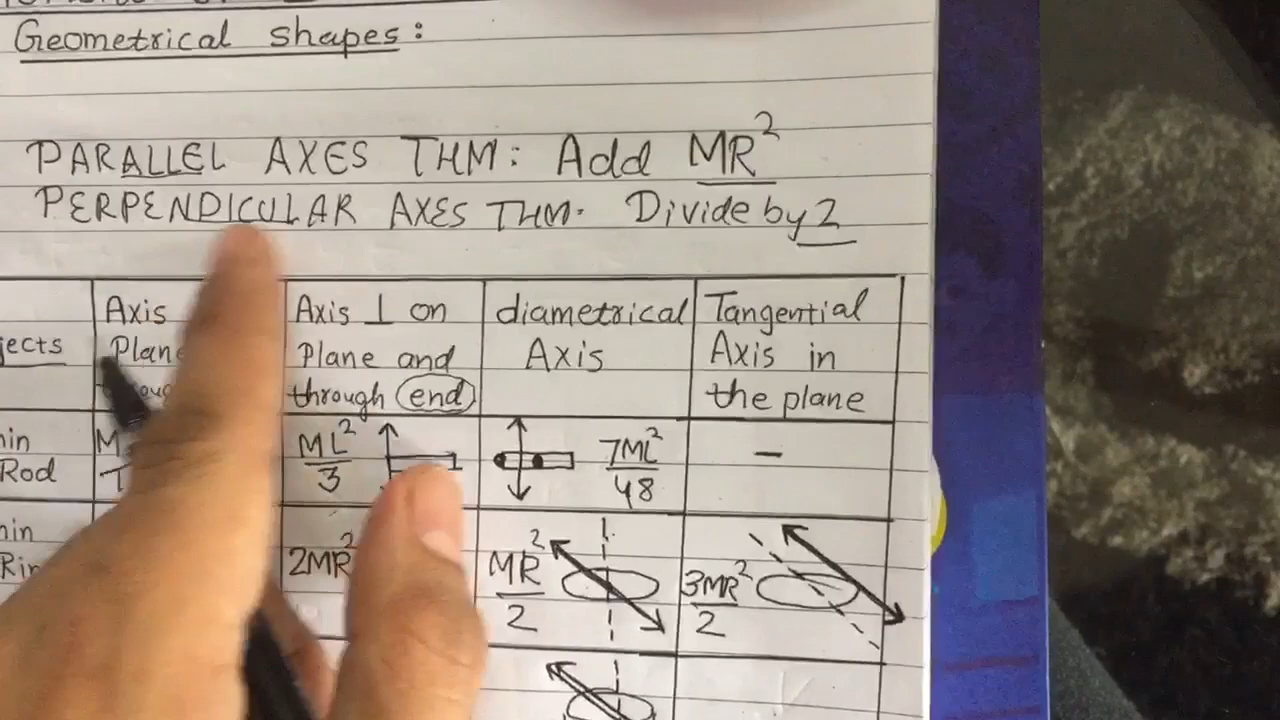 Geometrical shapes:
PARALLEL AXES THM: Add MR²
PERPENDICULAR AXES THM. Divide by 2
Axis
Plane
Axis ⊥ on
Plane and
through end
diametrical
Axis
Tangential
Axis in
the plane
Rod
ML²/3
7ML²/48
–
2MR²
MR²/2
3MR²/2